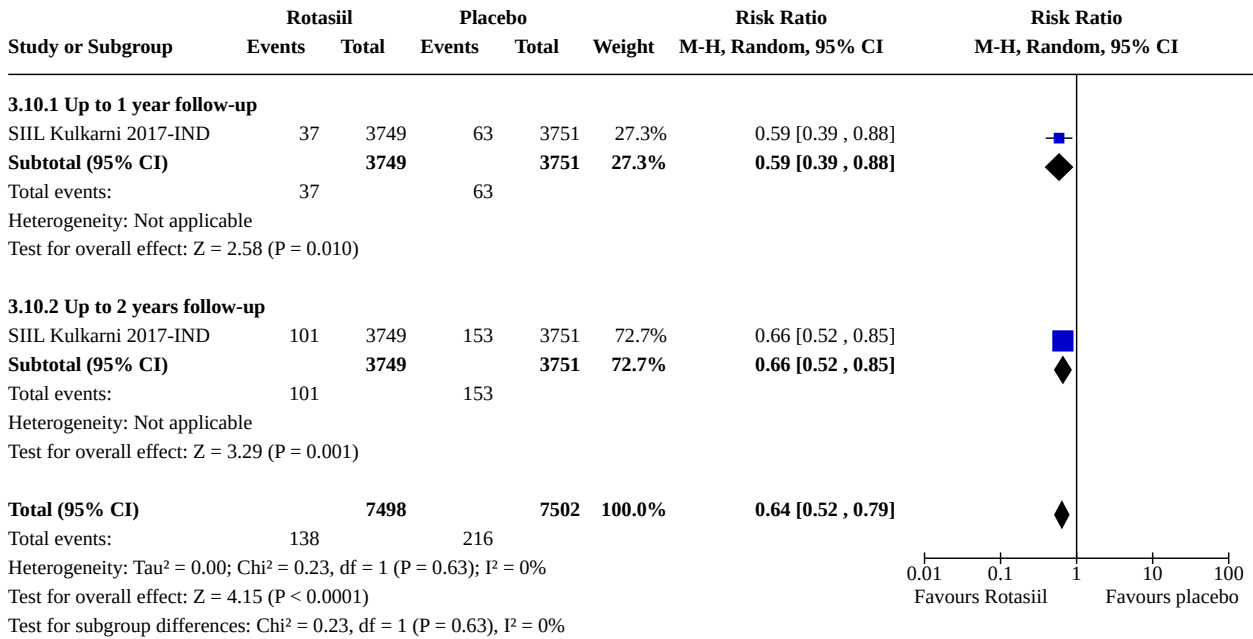 Rotasiil Placebo Risk Ratio Risk Ratio
Study or Subgroup Events Total Events Total Weight M-H, Random, 95% CI M-H, Random, 95% CI
3.10.1 Up to 1 year follow-up
SIIL Kulkarni 2017-IND 37 3749 63 3751 27.3% 0.59 [0.39 , 0.88]
Subtotal (95% CI) 3749 3751 27.3% 0.59 [0.39 , 0.88]
Total events: 37 63
Heterogeneity: Not applicable
Test for overall effect: Z = 2.58 (P = 0.010)
3.10.2 Up to 2 years follow-up
SIIL Kulkarni 2017-IND 101 3749 153 3751 72.7% 0.66 [0.52 , 0.85]
Subtotal (95% CI) 3749 3751 72.7% 0.66 [0.52 , 0.85]
Total events: 101 153
Heterogeneity: Not applicable
Test for overall effect: Z = 3.29 (P = 0.001)
Total (95% CI) 7498 7502 100.0% 0.64 [0.52 , 0.79]
Total events: 138 216
Heterogeneity: Tau² = 0.00; Chi² = 0.23, df = 1 (P = 0.63); I² = 0%
0.01 0.1 1 10 100
Test for overall effect: Z = 4.15 (P < 0.0001) Favours Rotasiil Favours placebo
Test for subgroup differences: Chi² = 0.23, df = 1 (P = 0.63), I² = 0%